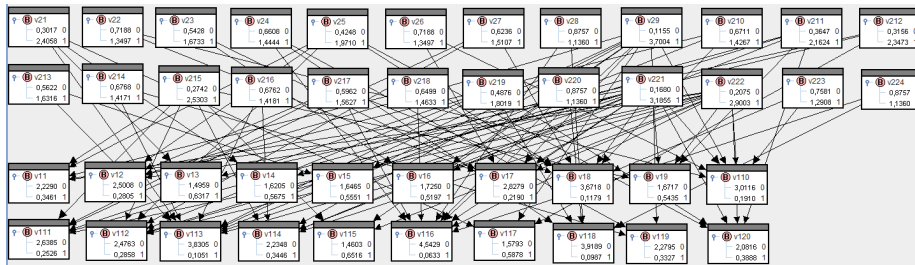 v21 v22 v23 v24 v25 v26 v27 v28 v29 v210 v211 v212
0,3017 0 0,7188 0 0,5428 0 0,6608 0 0,4248 0 0,7188 0 0,6236 0 0,8757 0 0,1155 0 0,6711 0 0,3647 0 0,3156 0
2,4058 1 1,3497 1 1,6733 1 1,4444 1 1,9710 1 1,3497 1 1,5107 1 1,1360 1 3,7004 1 1,4267 1 2,1624 1 2,3473 1
v213 v214 v215 v216 v217 v218 v219 v220 v221 v222 v223 v224
0,5622 0 0,6768 0 0,2742 0 0,6762 0 0,5962 0 0,6499 0 0,4876 0 0,8757 0 0,1680 0 0,2075 0 0,7581 0 0,8757 0
1,6316 1 1,4171 1 2,5303 1 1,4181 1 1,5627 1 1,4633 1 1,8019 1 1,1360 1 3,1855 1 2,9003 1 1,2908 1 1,1360 1
v11 v12 v13 v14 v15 v16 v17 v18 v19 v110
2,2290 0 2,5008 0 1,4959 0 1,6205 0 1,6465 0 1,7250 0 2,8279 0 3,6718 0 1,6717 0 3,0116 0
0,3461 1 0,2805 1 0,6317 1 0,5675 1 0,5551 1 0,5197 1 0,2190 1 0,1179 1 0,5435 1 0,1910 1
v111 v112 v113 v114 v115 v116 v117 v118 v119 v120
2,6385 0 2,4763 0 3,8305 0 2,2348 0 1,4603 0 4,5429 0 1,5793 0 3,9189 0 2,2795 0 2,0816 0
0,2526 1 0,2858 1 0,1051 1 0,3446 1 0,6516 1 0,0633 1 0,5878 1 0,0987 1 0,3327 1 0,3888 1